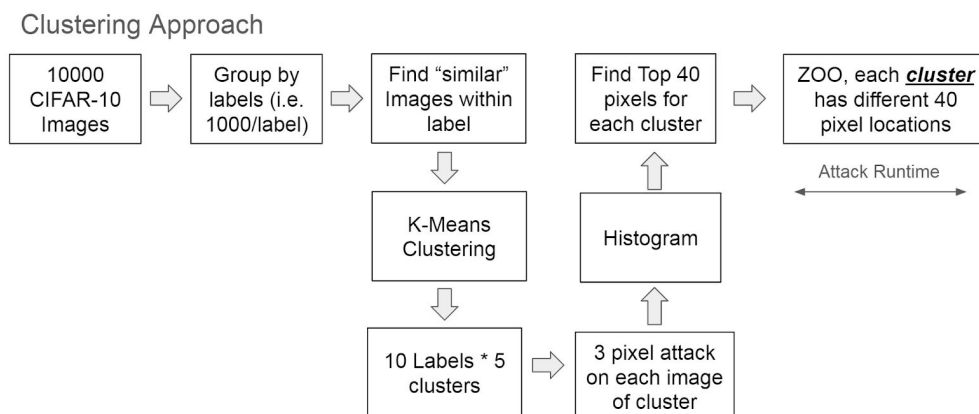 Clustering Approach
10000
CIFAR-10
Images
Group by
labels (i.e.
1000/label)
Find “similar”
Images within
label
K-Means
Clustering
10 Labels * 5
clusters
3 pixel attack
on each image
of cluster
Histogram
Find Top 40
pixels for
each cluster
ZOO, each cluster
has different 40
pixel locations
Attack Runtime